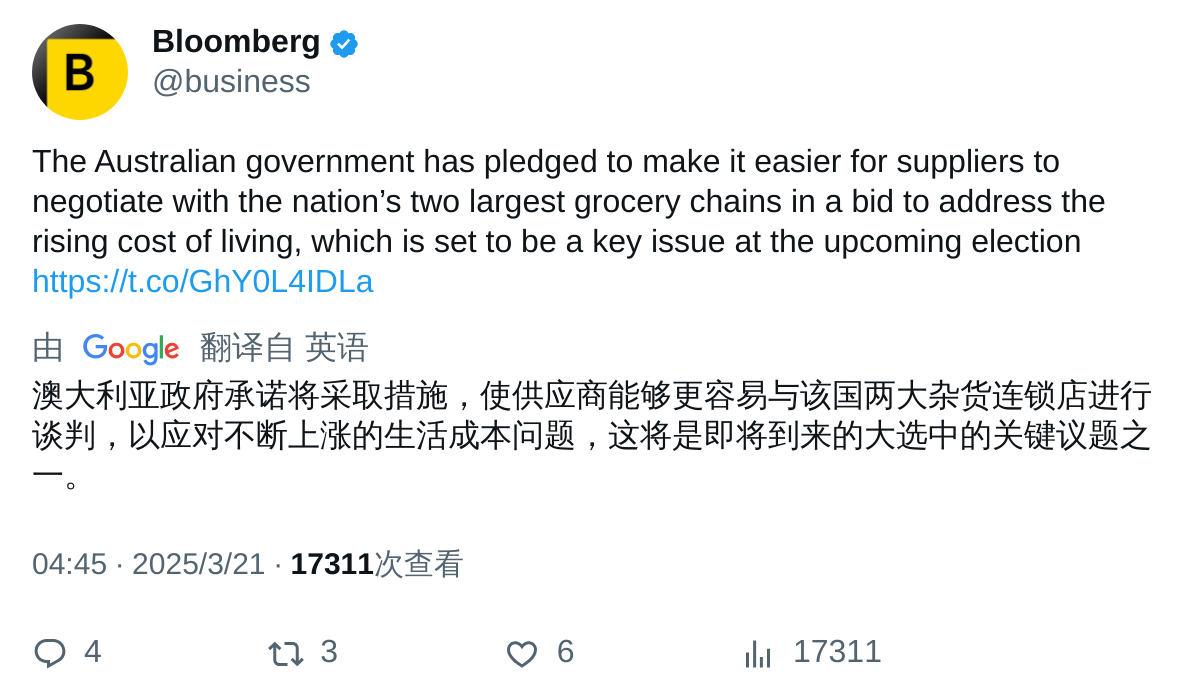 B
Bloomberg
@business
The Australian government has pledged to make it easier for suppliers to
negotiate with the nation’s two largest grocery chains in a bid to address the
rising cost of living, which is set to be a key issue at the upcoming election
https://t.co/GhY0L4IDLa
由 Google 翻译自 英语
澳大利亚政府承诺将采取措施，使供应商能够更容易与该国两大杂货连锁店进行
谈判，以应对不断上涨的生活成本问题，这将是即将到来的大选中的关键议题之
一。
04:45 · 2025/3/21 · 17311次查看
4 3 6 17311